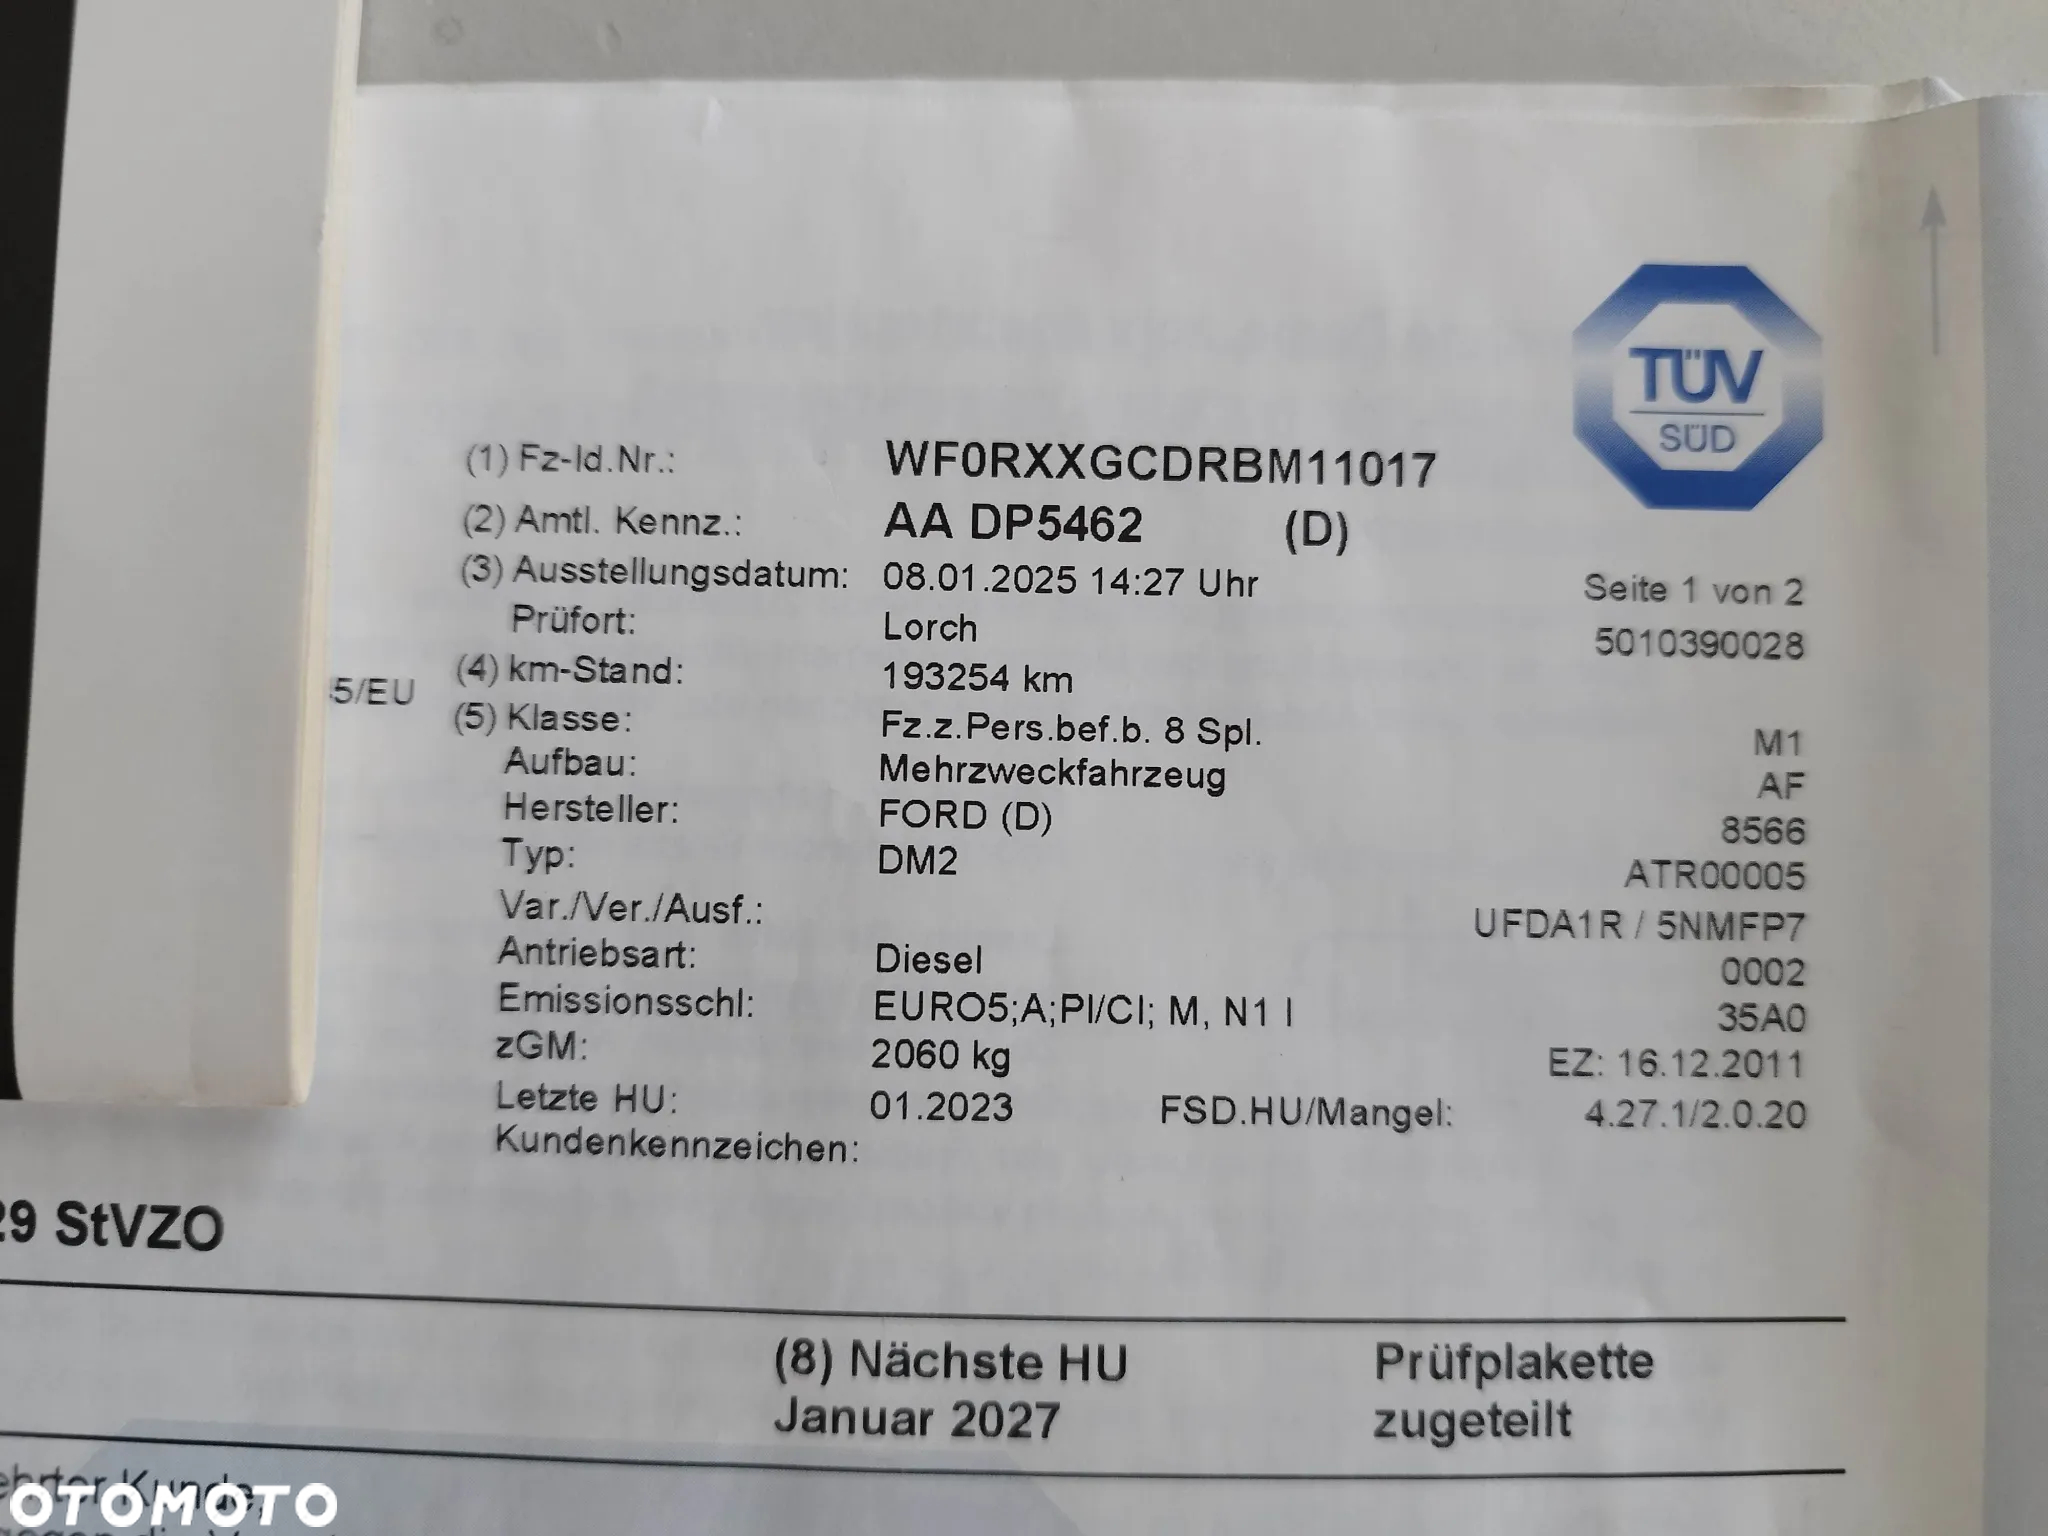 TÜV
SÜD
(1) Fz-Id.Nr.: WF0RXXGCDRBM11017
(2) Amtl. Kennz.: AA DP5462 (D)
(3) Ausstellungsdatum: 08.01.2025 14:27 Uhr Seite 1 von 2
Prüfort: Lorch 5010390028
5/EU (4) km-Stand: 193254 km
(5) Klasse: Fz.z.Pers.bef.b. 8 Spl. M1
Aufbau: Mehrzweckfahrzeug AF
Hersteller: FORD (D) 8566
Typ: DM2 ATR00005
Var./Ver./Ausf.: UFDA1R / 5NMFP7
Antriebsart: Diesel 0002
Emissionsschl: EURO5;A;PI/CI; M, N1 I 35A0
zGM: 2060 kg EZ: 16.12.2011
Letzte HU: 01.2023 FSD.HU/Mangel: 4.27.1/2.0.20
Kundenkennzeichen:
29 StVZO
(8) Nächste HU Prüfplakette
Januar 2027 zugeteilt
ehrter Kunde,
OTOMOTO